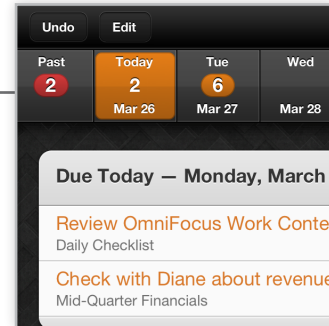 Undo Edit
Past Today Tue Wed
2 2 6
Mar 26 Mar 27 Mar 28
Due Today — Monday, March
Review OmniFocus Work Conte
Daily Checklist
Check with Diane about revenue
Mid-Quarter Financials